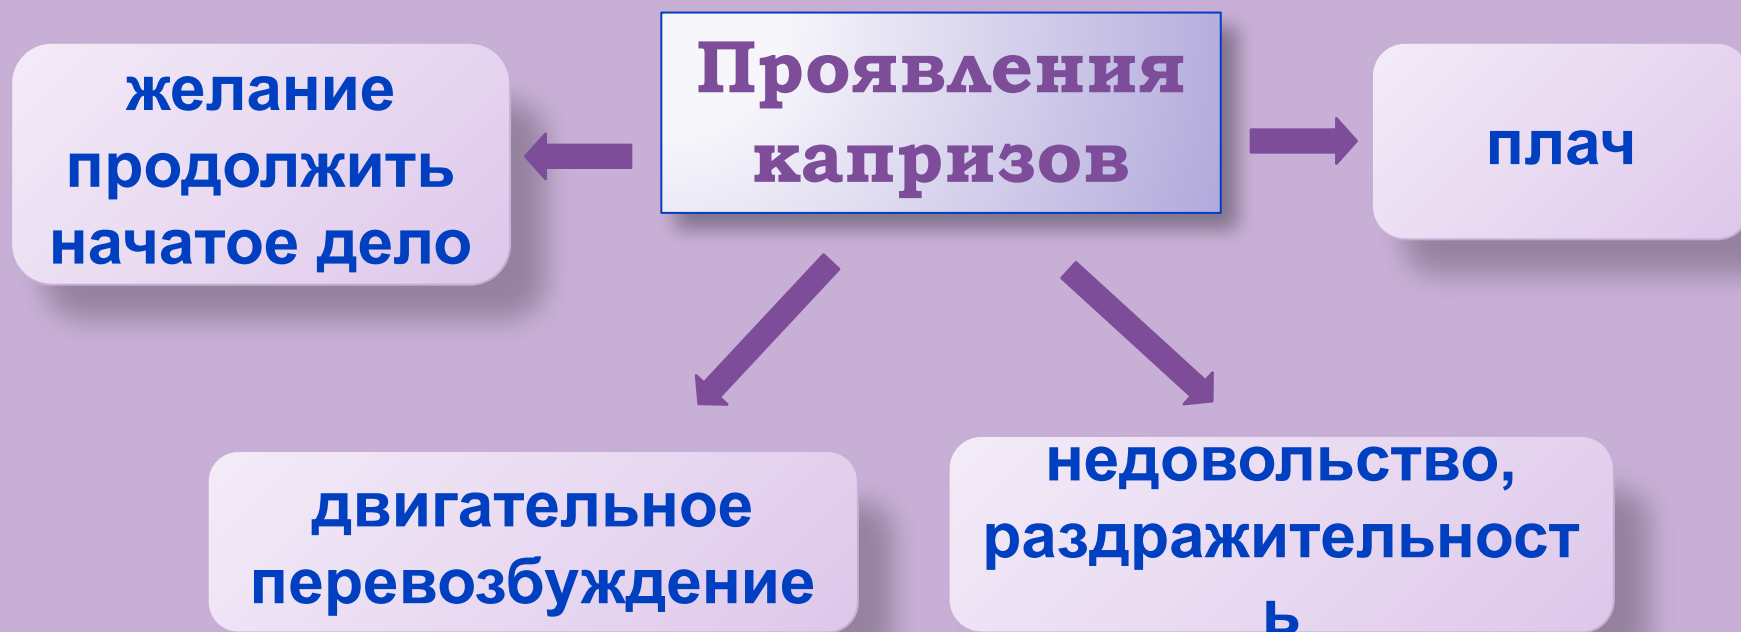 Проявления
капризов
желание
продолжить
начатое дело
плач
двигательное
перевозбуждение
недовольство,
раздражительност
ь